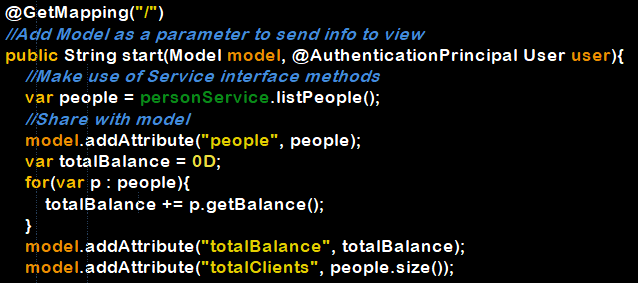 @GetMapping("/")
//Add Model as a parameter to send info to view
public String start(Model model, @AuthenticationPrincipal User user){
//Make use of Service interface methods
var people = personService.listPeople();
//Share with model
model.addAttribute("people", people);
var totalBalance = 0D;
for(var p : people){
totalBalance += p.getBalance();
}
model.addAttribute("totalBalance", totalBalance);
model.addAttribute("totalClients", people.size());